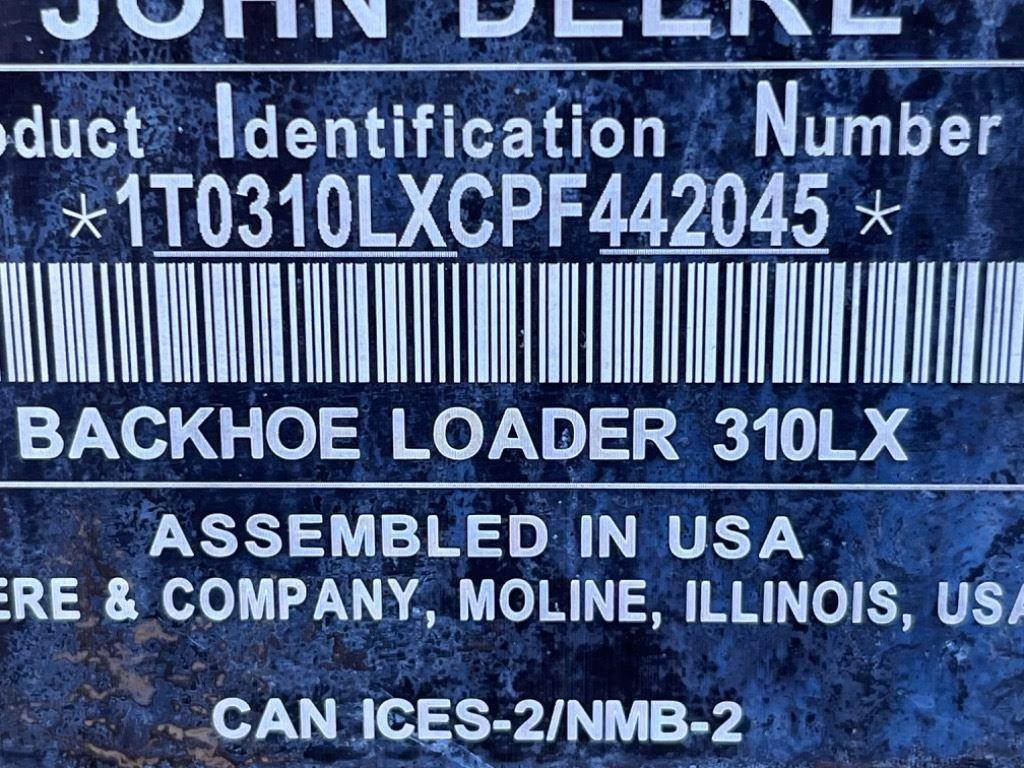 JOHN DEERE
oduct Identification Number
*1T0310LXCPF442045*
BACKHOE LOADER 310LX
ASSEMBLED IN USA
ERE & COMPANY, MOLINE, ILLINOIS, USA
CAN ICES-2/NMB-2